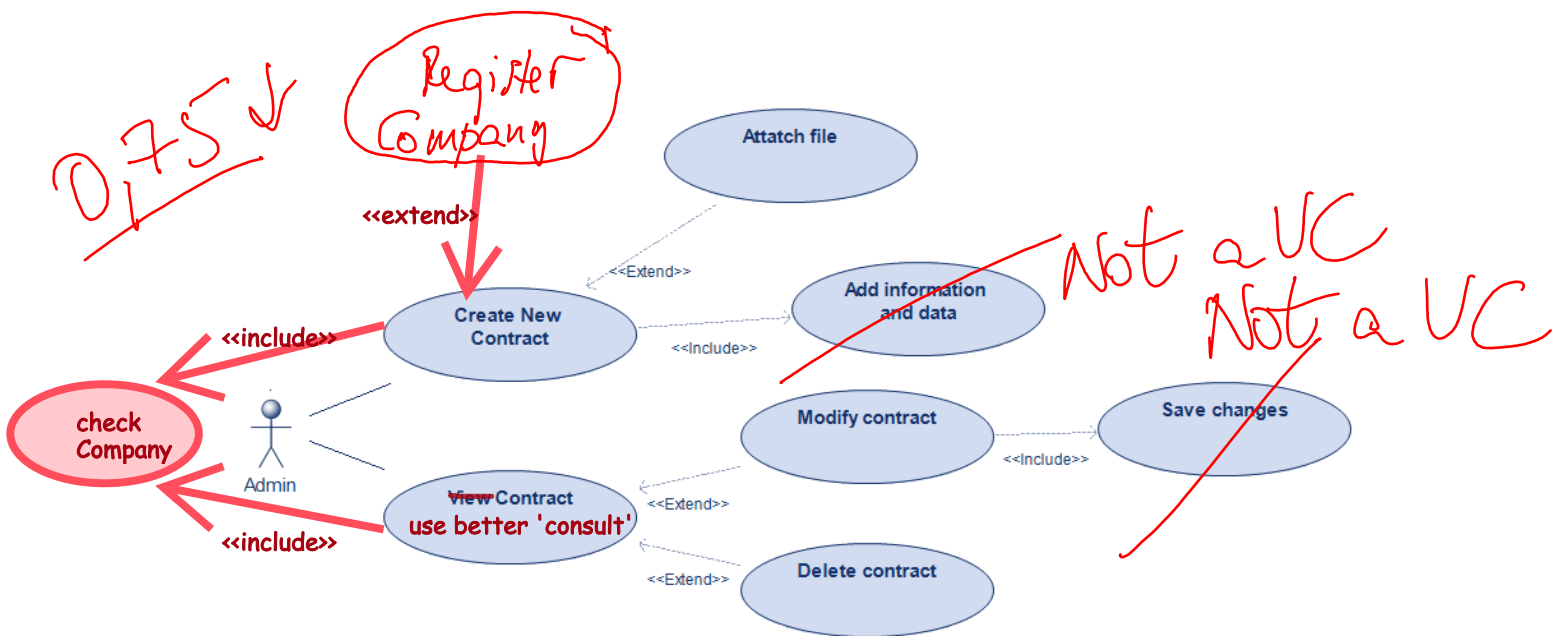 0,75
Register
Company
Attatch file
<<extend>>
<<Extend>>
Not a UC
Add information
and data
Not a UC
Create New
Contract
<<include>>
<<Include>>
check
Company
Modify contract
Save changes
<<Include>>
Admin
View Contract
use better 'consult'
<<Extend>>
<<include>>
<<Extend>>
Delete contract